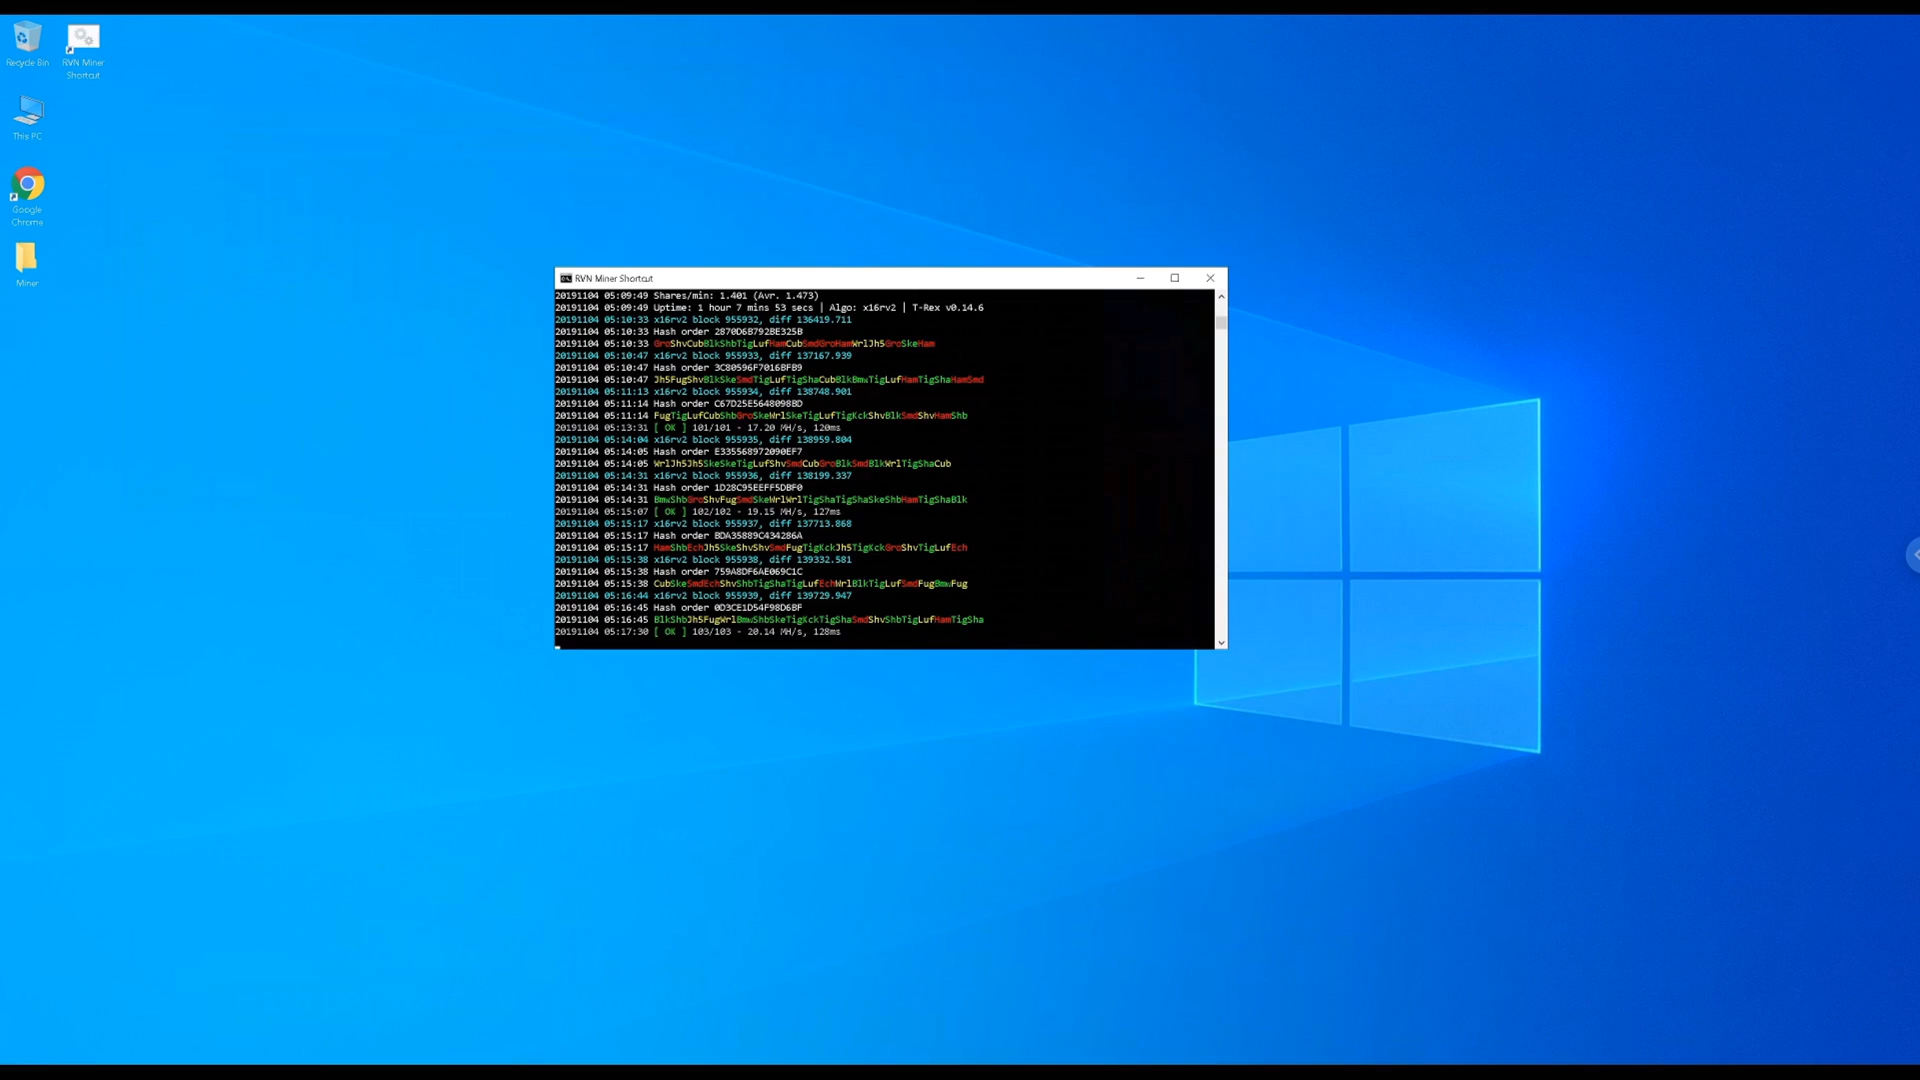 Recycle Bin
RVN Miner
Shortcut
This PC
Google
Chrome
Miner
RVN Miner Shortcut
20191104 05:09:49 Shares/min: 1.401 (Avr. 1.473)
20191104 05:09:49 Uptime: 1 hour 7 mins 53 secs | Algo: x16rv2 | T-Rex v0.14.6
20191104 05:10:33 x16rv2 block 955932, diff 136419.711
20191104 05:10:33 Hash order 2870D6B792BE325B
20191104 05:10:33 GroShvCubBlkShbTigLufHamCubSmdGroHamWrlJh5GroSkeHam
20191104 05:10:47 x16rv2 block 955933, diff 137167.939
20191104 05:10:47 Hash order 3C80596F7016BFB9
20191104 05:10:47 Jh5FugShvBlkSkeSmdTigLufTigShaCubBlkBmwTigLufHamTigShaHamSmd
20191104 05:11:13 x16rv2 block 955934, diff 138748.901
20191104 05:11:14 Hash order C67D25E5648098BD
20191104 05:11:14 FugTigLufCubShbGroSkeWrlSkeTigLufTigKckShvBlkSmdShvHamShb
20191104 05:13:31 [ OK ] 101/101 - 17.20 MH/s, 120ms
20191104 05:14:04 x16rv2 block 955935, diff 138959.804
20191104 05:14:05 Hash order E335568972090EF7
20191104 05:14:05 WrlJh5Jh5SkeSkeTigLufShvSmdCubGroBlkSmdBlkWrlTigShaCub
20191104 05:14:31 x16rv2 block 955936, diff 138199.337
20191104 05:14:31 Hash order 1D28C95EEFF5DBF0
20191104 05:14:31 BmwShbGroShvFugSmdSkeWrlWrlTigShaTigShaSkeShbHamTigShaBlk
20191104 05:15:07 [ OK ] 102/102 - 19.15 MH/s, 127ms
20191104 05:15:17 x16rv2 block 955937, diff 137713.868
20191104 05:15:17 Hash order BDA35889C434286A
20191104 05:15:17 HamShbEchJh5SkeShvShvSmdFugTigKckJh5TigKckGroShvTigLufEch
20191104 05:15:38 x16rv2 block 955938, diff 139332.581
20191104 05:15:38 Hash order 759A8DF6AE069C1C
20191104 05:15:38 CubSkeSmdEchShvShbTigShaTigLufEchWrlBlkTigLufSmdFugBmwFug
20191104 05:16:44 x16rv2 block 955939, diff 139729.947
20191104 05:16:45 Hash order 0D3CE1D54F98D6BF
20191104 05:16:45 BlkShbJh5FugWrlBmwShbSkeTigKckTigShaSmdShvShbTigLufHamTigSha
20191104 05:17:30 [ OK ] 103/103 - 20.14 MH/s, 128ms